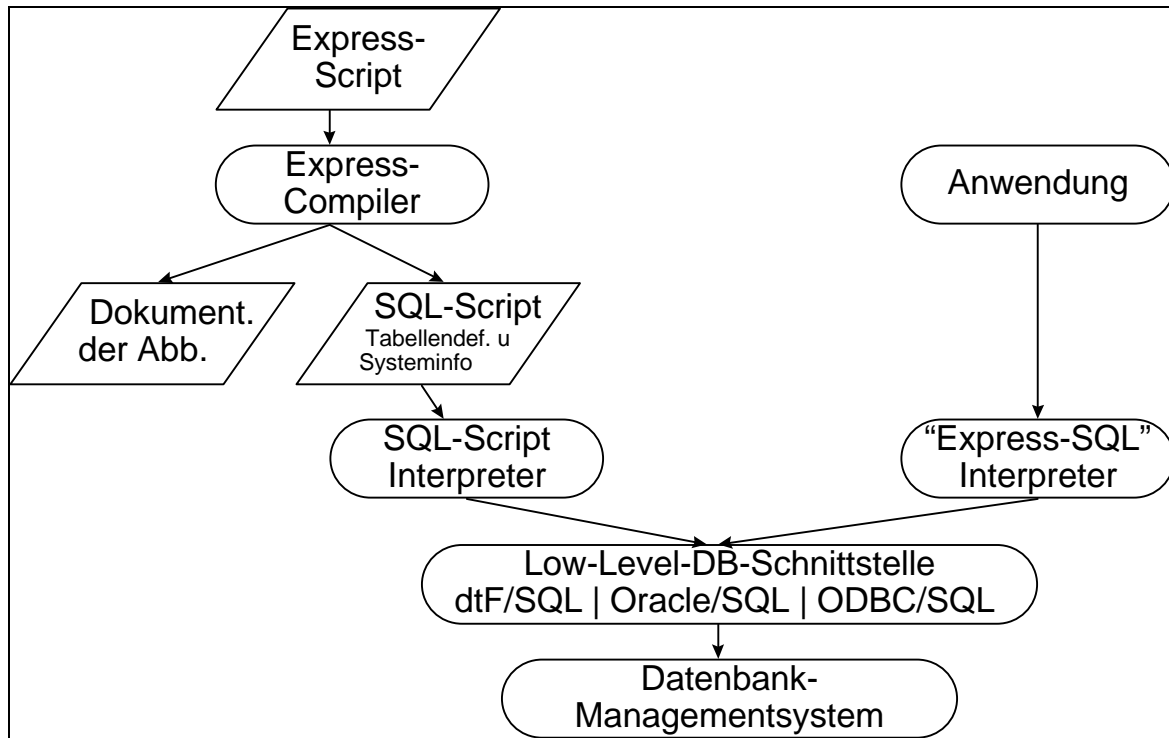 Express-
Script
Express-
Compiler
Anwendung
Dokument.
der Abb.
SQL-Script
Tabellendef. u
Systeminfo
SQL-Script
Interpreter
“Express-SQL”
Interpreter
Low-Level-DB-Schnittstelle
dtF/SQL | Oracle/SQL | ODBC/SQL
Datenbank-
Managementsystem